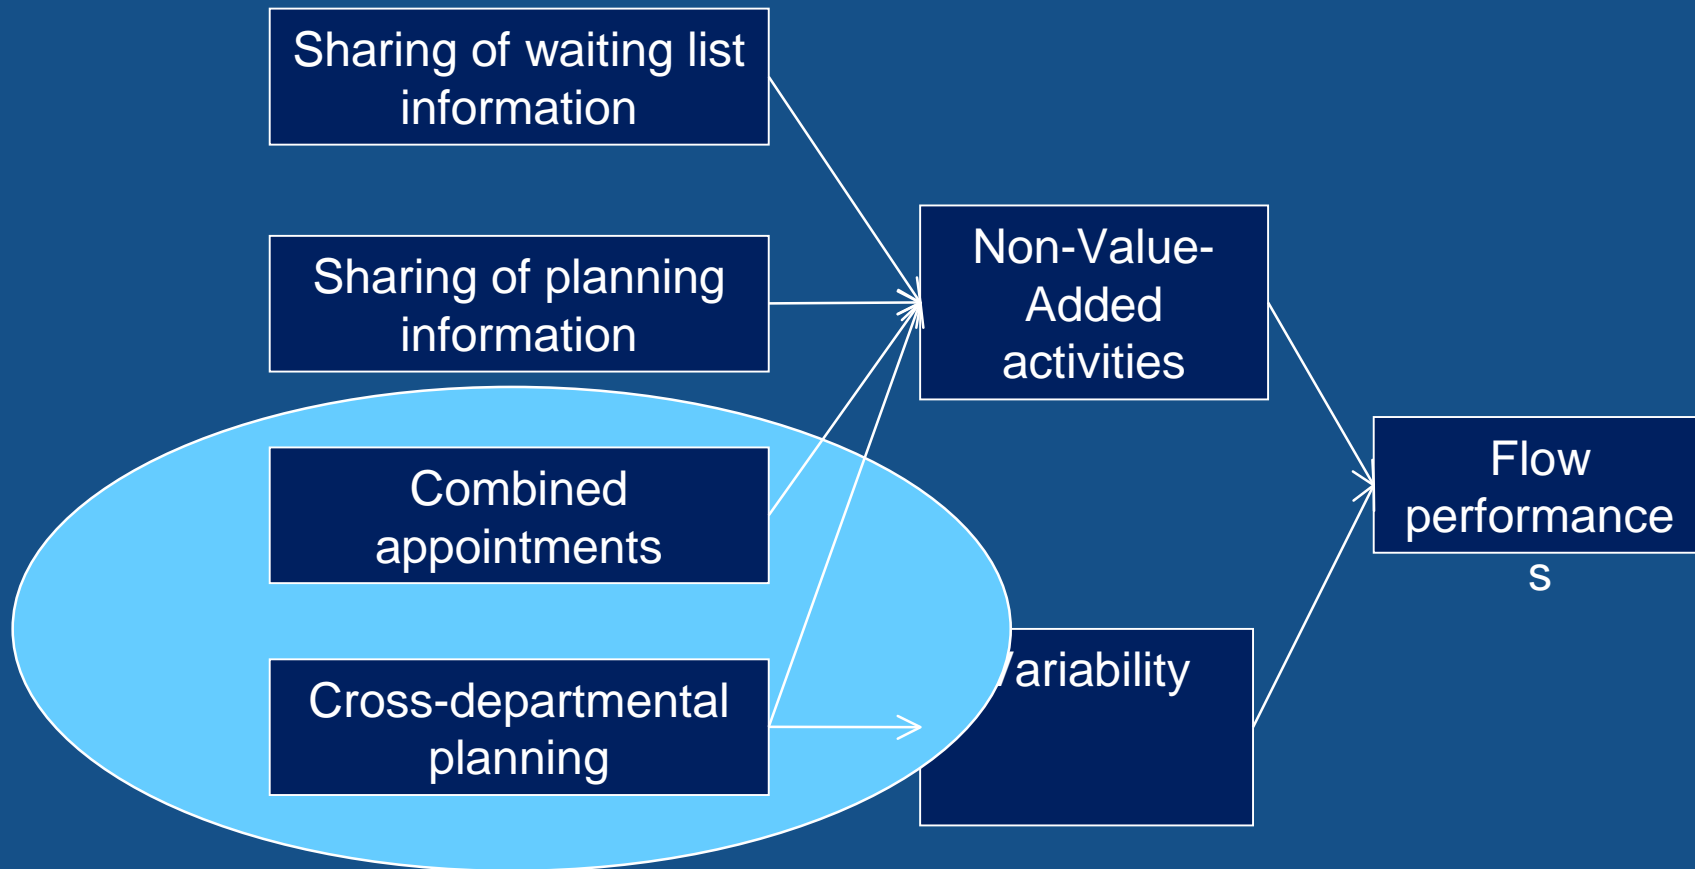 Sharing of waiting list
information
Sharing of planning
information
Combined
appointments
Cross-departmental
planning
Non-Value-
Added
activities
Variability
Flow
performance
s